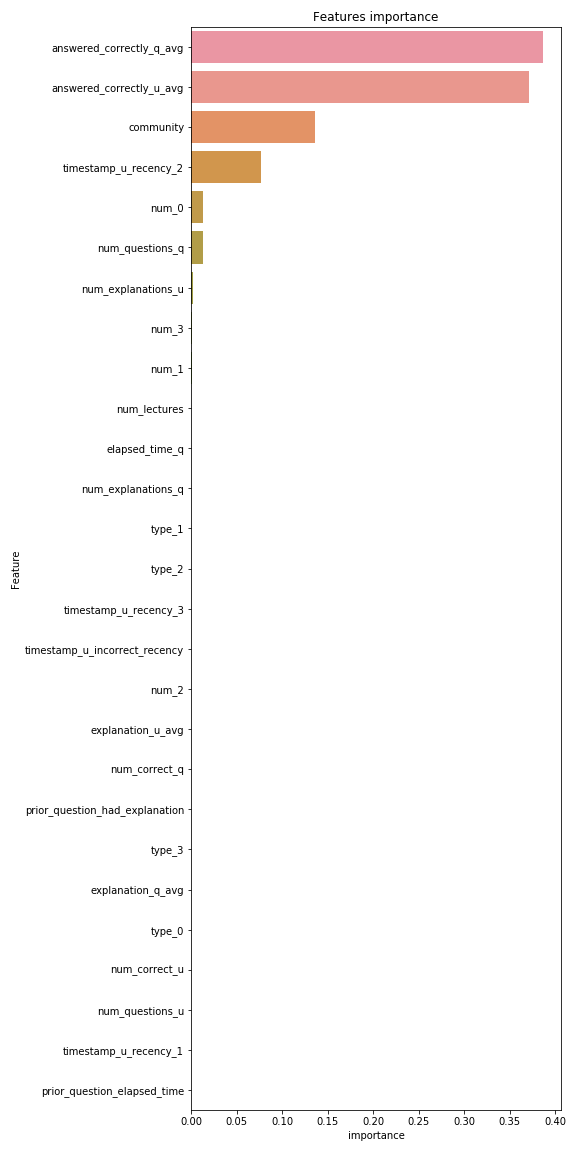 Features importance
answered_correctly_q_avg
answered_correctly_u_avg
community
timestamp_u_recency_2
num_0
num_questions_q
num_explanations_u
num_3
num_1
num_lectures
elapsed_time_q
num_explanations_q
type_1
type_2
timestamp_u_recency_3
timestamp_u_incorrect_recency
num_2
explanation_u_avg
num_correct_q
prior_question_had_explanation
type_3
explanation_q_avg
type_0
num_correct_u
num_questions_u
timestamp_u_recency_1
prior_question_elapsed_time
Feature
0.00 0.05 0.10 0.15 0.20 0.25 0.30 0.35 0.40
importance